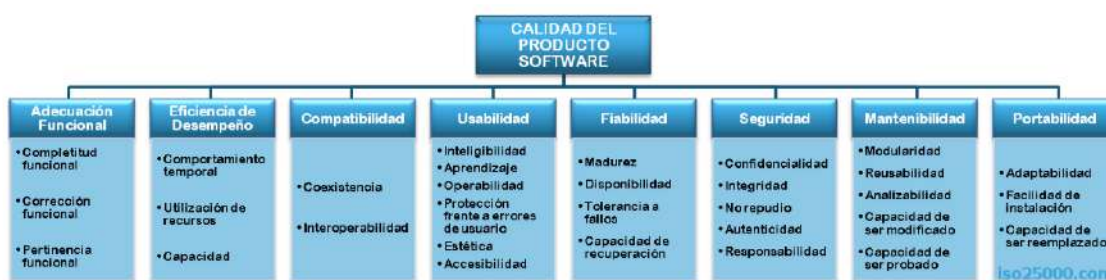 CALIDAD DEL
PRODUCTO
SOFTWARE
Adecuación
Funcional
• Completitud
funcional
• Corrección
funcional
• Pertinencia
funcional
Eficiencia de
Desempeño
• Comportamiento
temporal
• Utilización de
recursos
• Capacidad
Compatibilidad
• Coexistencia
• Interoperabilidad
Usabilidad
• Inteligibilidad
• Aprendizaje
• Operabilidad
• Protección
frente a errores
de usuario
• Estética
• Accesibilidad
Fiabilidad
• Madurez
• Disponibilidad
• Tolerancia a
fallos
• Capacidad de
recuperación
Seguridad
• Confidencialidad
• Integridad
• No repudio
• Autenticidad
• Responsabilidad
Mantenibilidad
• Modularidad
• Reusabilidad
• Analizabilidad
• Capacidad de
ser modificado
• Capacidad de
ser probado
Portabilidad
• Adaptabilidad
• Facilidad de
instalación
• Capacidad de
ser reemplazado
iso25000.com